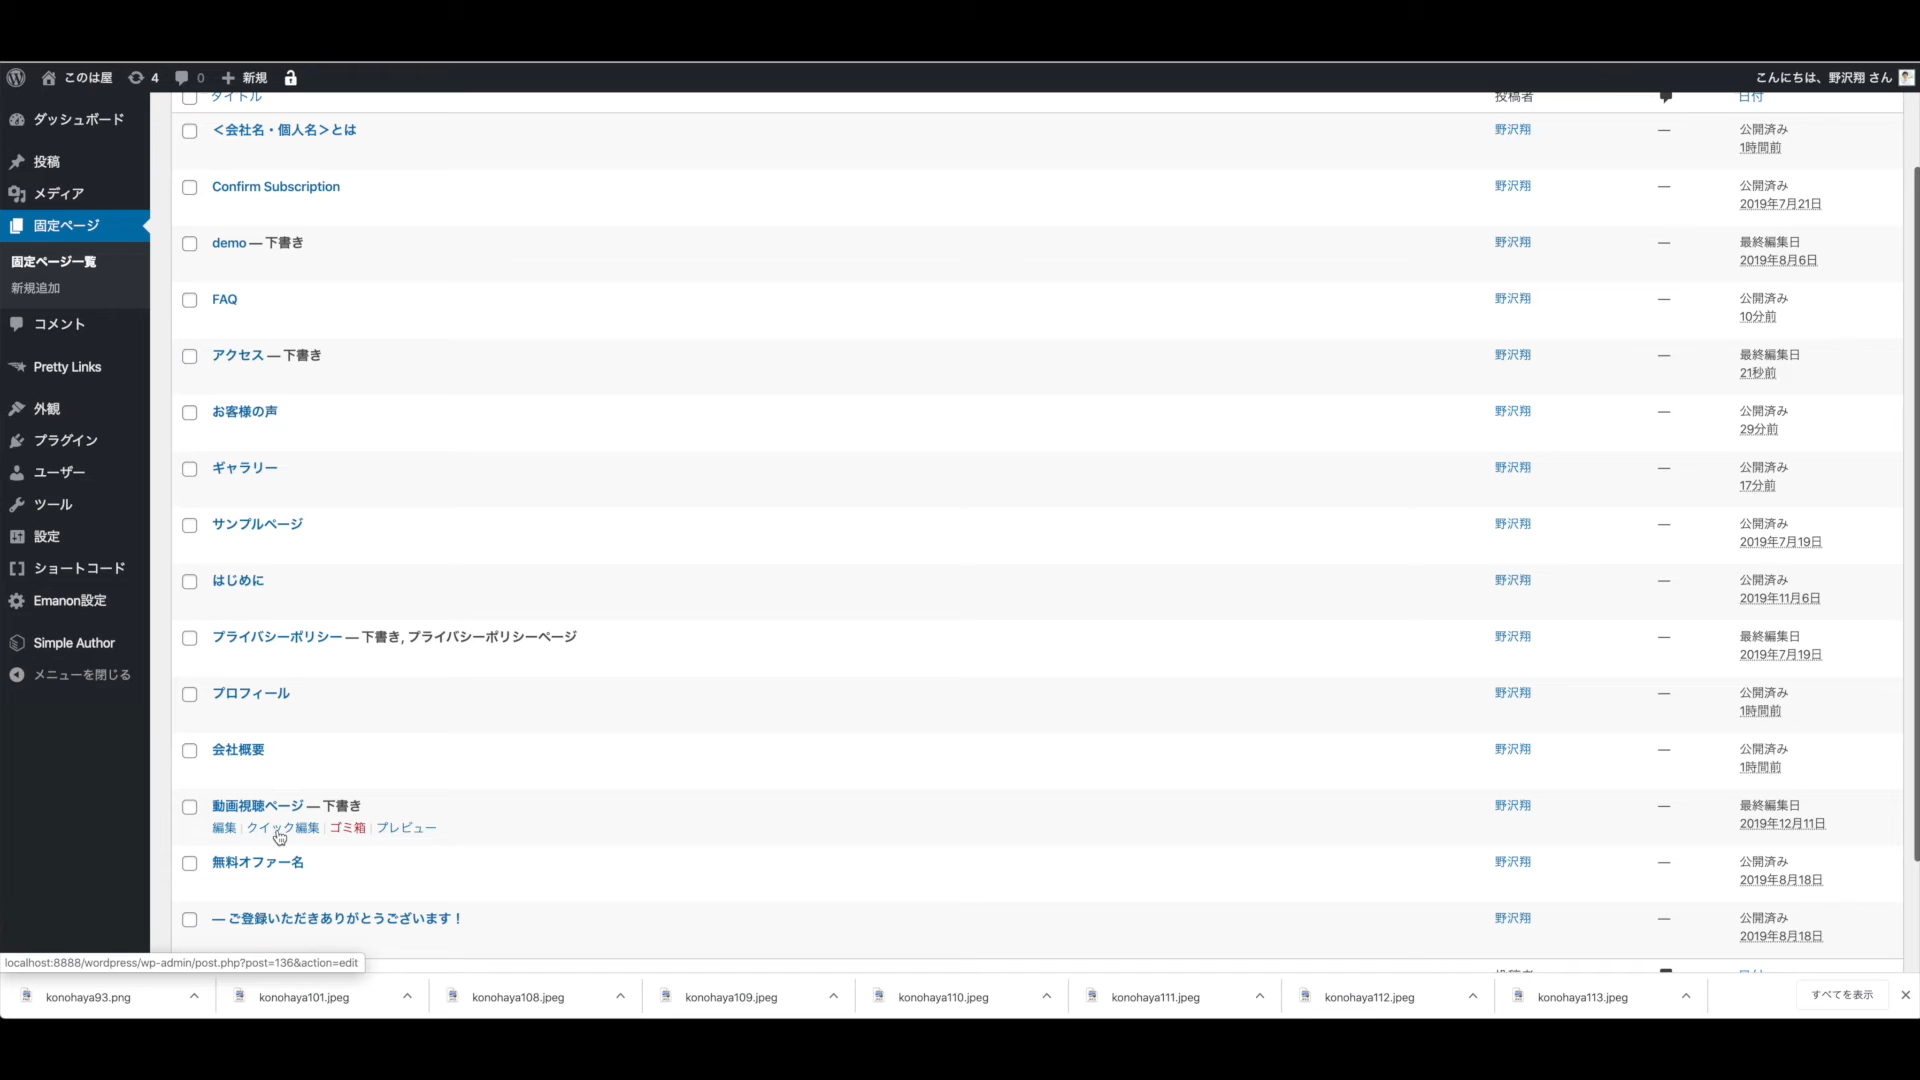 このは屋 4 0 新規 こんにちは、野沢翔 さん
タイトル 投稿者 日付
ダッシュボード
投稿
メディア
固定ページ
固定ページ一覧
新規追加
コメント
Pretty Links
外観
プラグイン
ユーザー
ツール
設定
ショートコード
Emanon設定
Simple Author
メニューを閉じる
＜会社名・個人名＞とは 野沢翔 — 公開済み
1時間前
Confirm Subscription 野沢翔 — 公開済み
2019年7月21日
demo — 下書き 野沢翔 — 最終編集日
2019年8月6日
FAQ 野沢翔 — 公開済み
10分前
アクセス — 下書き 野沢翔 — 最終編集日
21秒前
お客様の声 野沢翔 — 公開済み
29分前
ギャラリー 野沢翔 — 公開済み
17分前
サンプルページ 野沢翔 — 公開済み
2019年7月19日
はじめに 野沢翔 — 公開済み
2019年11月6日
プライバシーポリシー — 下書き, プライバシーポリシーページ 野沢翔 — 最終編集日
2019年7月19日
プロフィール 野沢翔 — 公開済み
1時間前
会社概要 野沢翔 — 公開済み
1時間前
動画視聴ページ — 下書き 野沢翔 — 最終編集日
編集 | クイック編集 | ゴミ箱 | プレビュー 2019年12月11日
無料オファー名 野沢翔 — 公開済み
2019年8月18日
— ご登録いただきありがとうございます！ 野沢翔 — 公開済み
2019年8月18日
localhost:8888/wordpress/wp-admin/post.php?post=136&action=edit
konohaya93.png konohaya101.jpeg konohaya108.jpeg konohaya109.jpeg konohaya110.jpeg konohaya111.jpeg konohaya112.jpeg konohaya113.jpeg すべてを表示